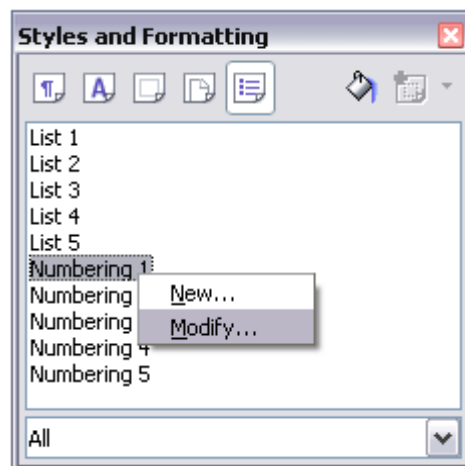 Styles and Formatting
List 1
List 2
List 3
List 4
List 5
Numbering 1
Numbering
New...
Numbering
Modify...
Numbering 4
Numbering 5
All